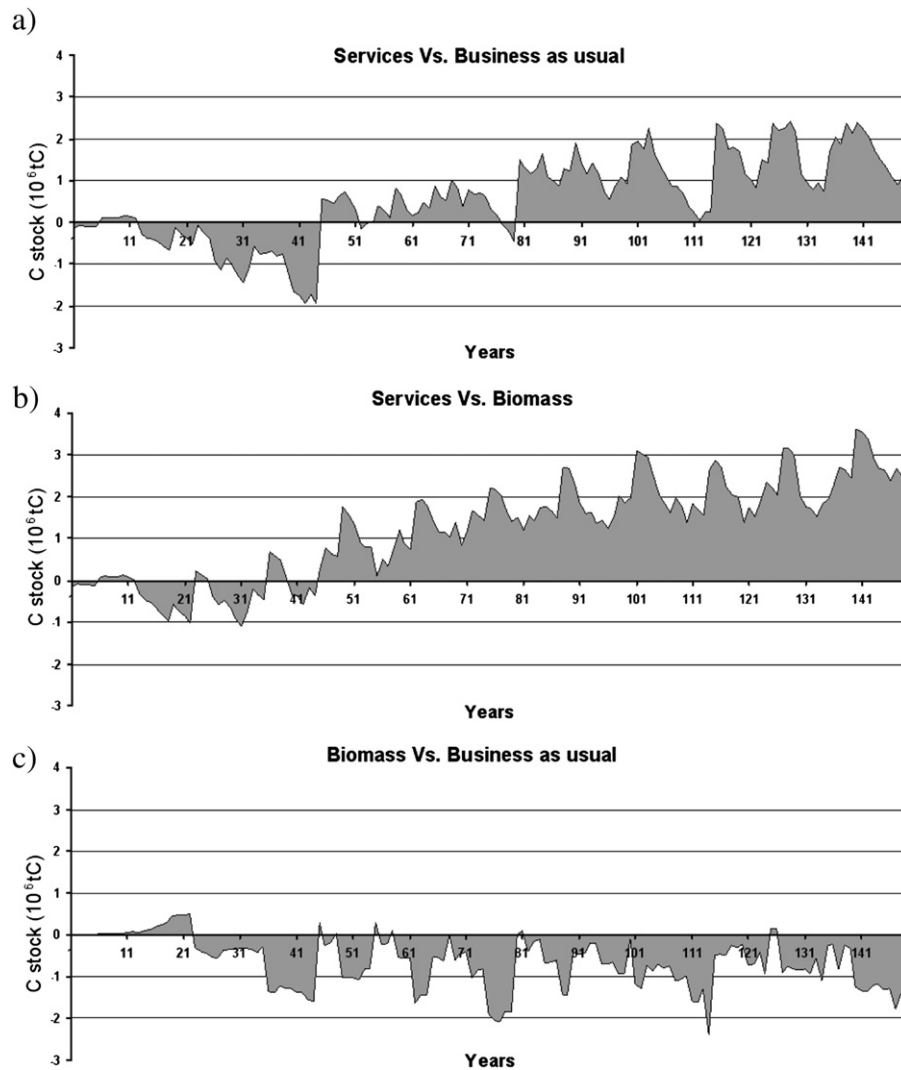 a)
Services Vs. Business as usual
C stock (10⁶tC)
4
3
2
1
0
-1
-2
-3
11 21 31 41 51 61 71 81 91 101 111 121 131 141
Years
b)
Services Vs. Biomass
C stock (10⁶tC)
4
3
2
1
0
-1
-2
-3
11 21 31 41 51 61 71 81 91 101 111 121 131 141
Years
c)
Biomass Vs. Business as usual
C stock (10⁶tC)
4
3
2
1
0
-1
-2
-3
11 21 31 41 51 61 71 81 91 101 111 121 131 141
Years